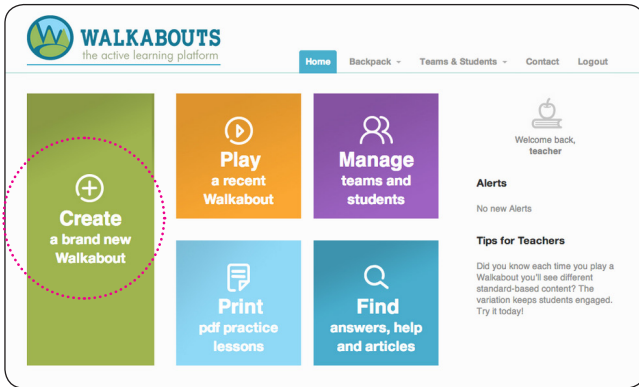 WALKABOUTS
the active learning platform
Home Backpack Teams & Students Contact Logout
Create
a brand new
Walkabout
Play
a recent
Walkabout
Manage
teams and
students
Print
pdf practice
lessons
Find
answers, help
and articles
Welcome back,
teacher
Alerts
No new Alerts
Tips for Teachers
Did you know each time you play a
Walkabout you'll see different
standard-based content? The
variation keeps students engaged.
Try it today!